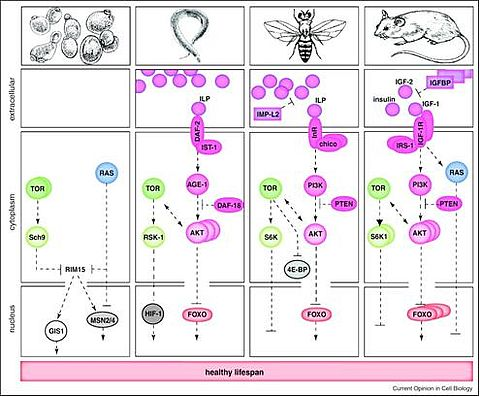 extracellular
cytoplasm
nucleus
TOR
RAS
Sch9
RIM15
GIS1
MSN2/4
ILP
DAF-2
IST-1
AGE-1
TOR
DAF-18
RSK-1
AKT
HIF-1
FOXO
IMP-L2
ILP
InR
chico
TOR
PI3K
PTEN
S6K
AKT
4E-BP
FOXO
IGF-2
IGFBP
insulin
IGF-1
IGF-1R
IRS-1
TOR
PI3K
RAS
PTEN
S6K1
AKT
FOXO
healthy lifespan
Current Opinion in Cell Biology